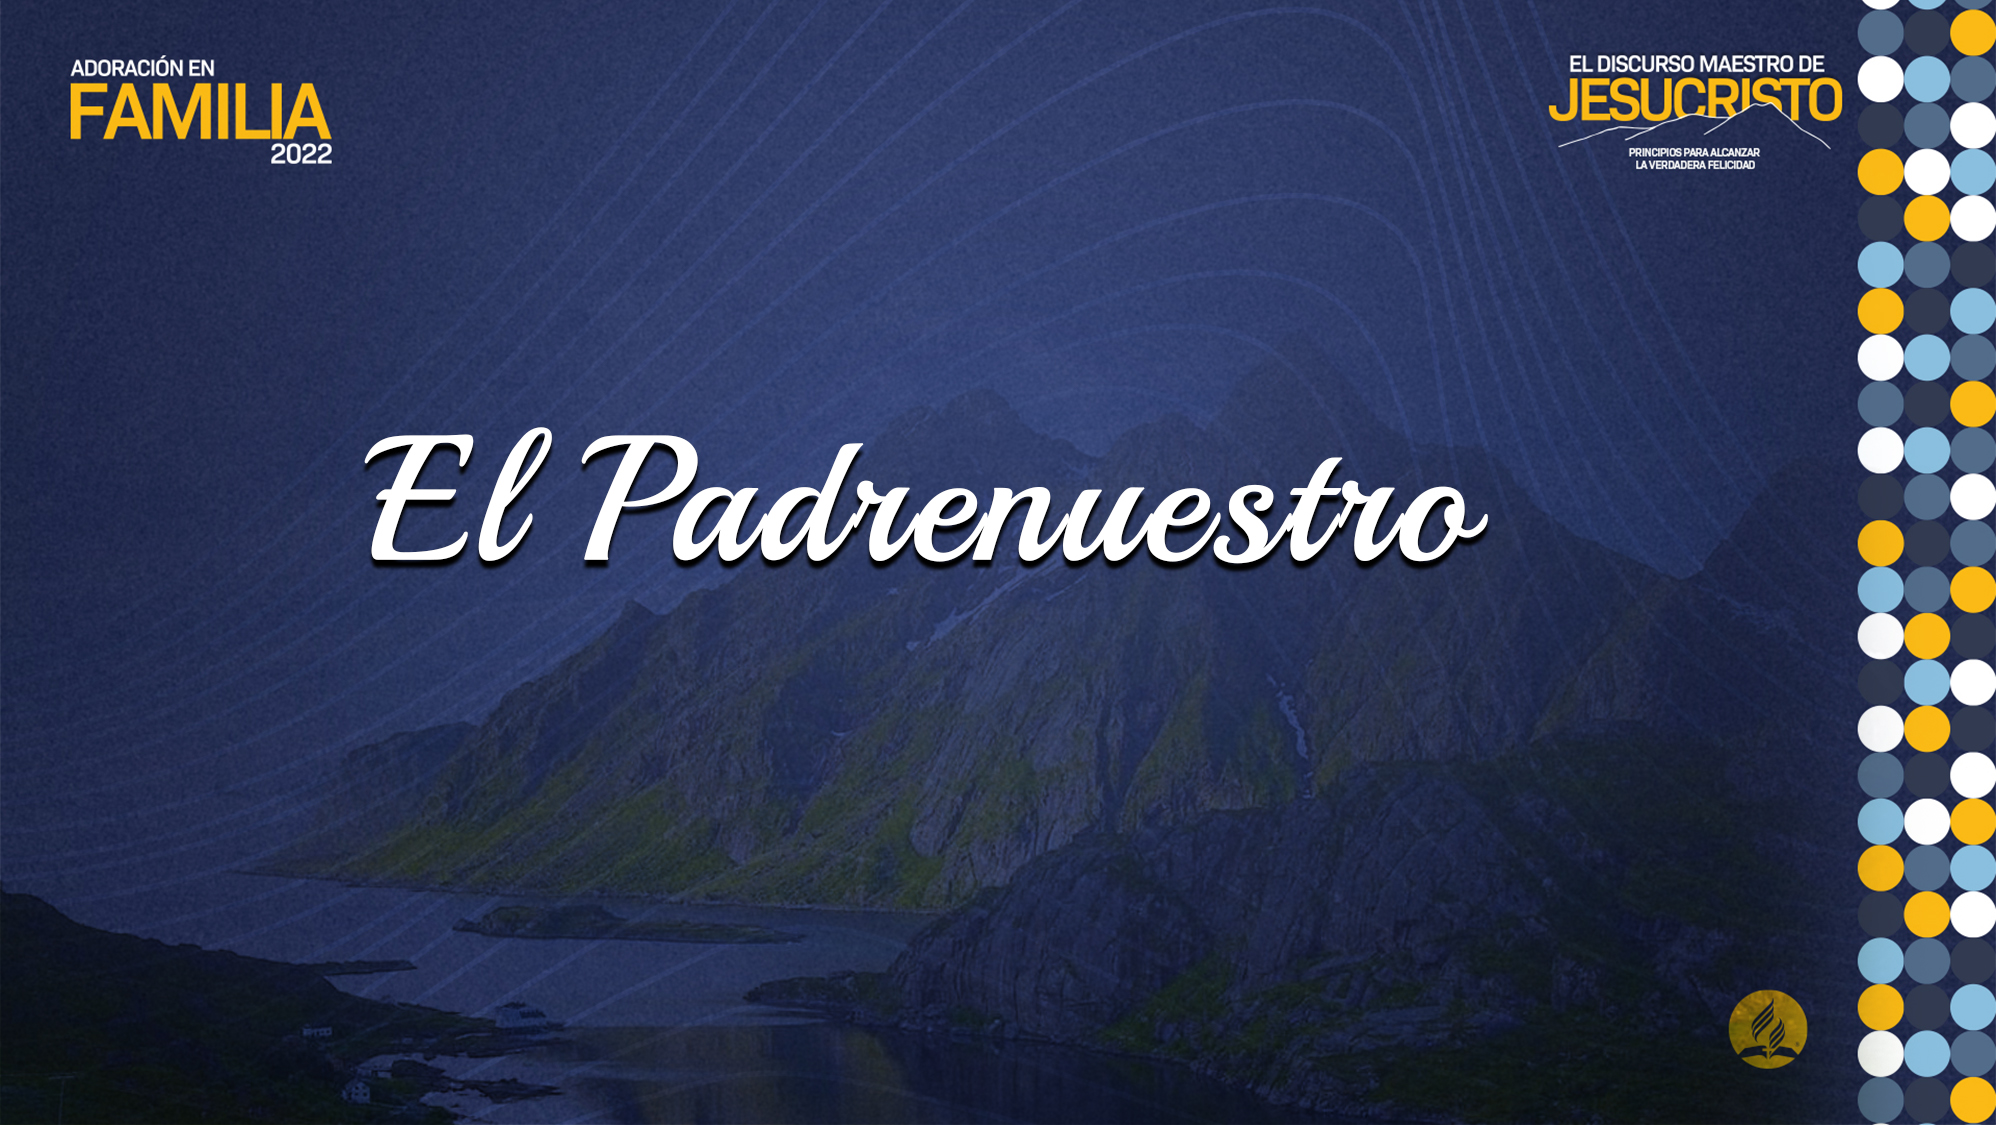 ADORACIÓN EN
FAMILIA
2022
EL DISCURSO MAESTRO DE
JESUCRISTO
PRINCIPIOS PARA ALCANZAR
LA VERDADERA FELICIDAD
El Padrenuestro